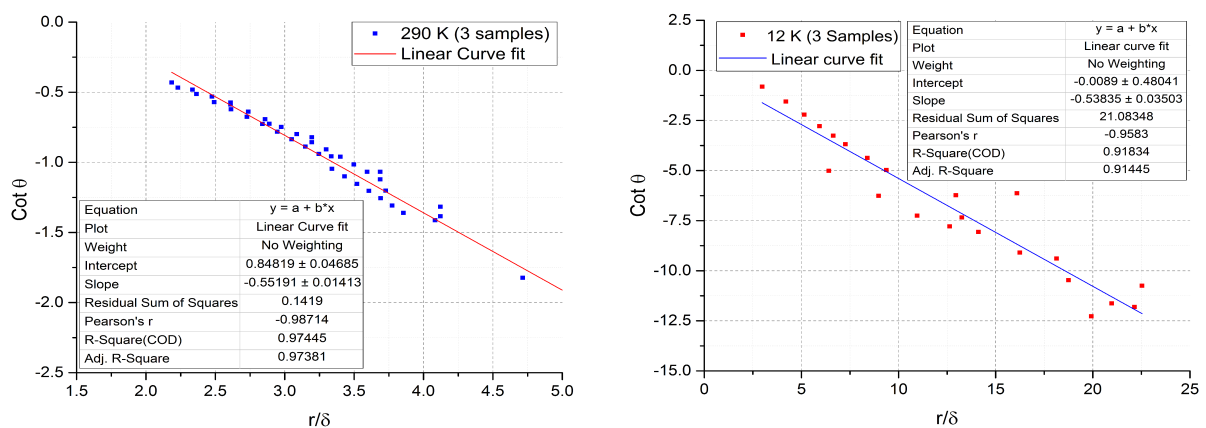 0.0
-0.5
-1.0
-1.5
-2.0
-2.5
Cot θ
290 K (3 samples)
Linear Curve fit
Equation y = a + b*x
Plot Linear Curve fit
Weight No Weighting
Intercept 0.84819 ± 0.04685
Slope -0.55191 ± 0.01413
Residual Sum of Squares 0.1419
Pearson's r -0.98714
R-Square(COD) 0.97445
Adj. R-Square 0.97381
1.5 2.0 2.5 3.0 3.5 4.0 4.5 5.0
r/δ
2.5
0.0
-2.5
-5.0
-7.5
-10.0
-12.5
-15.0
Cot θ
12 K (3 Samples)
Linear curve fit
Equation y = a + b*x
Plot Linear curve fit
Weight No Weighting
Intercept -0.0089 ± 0.48041
Slope -0.53835 ± 0.03503
Residual Sum of Squares 21.08348
Pearson's r -0.9583
R-Square(COD) 0.91834
Adj. R-Square 0.91445
0 5 10 15 20 25
r/δ